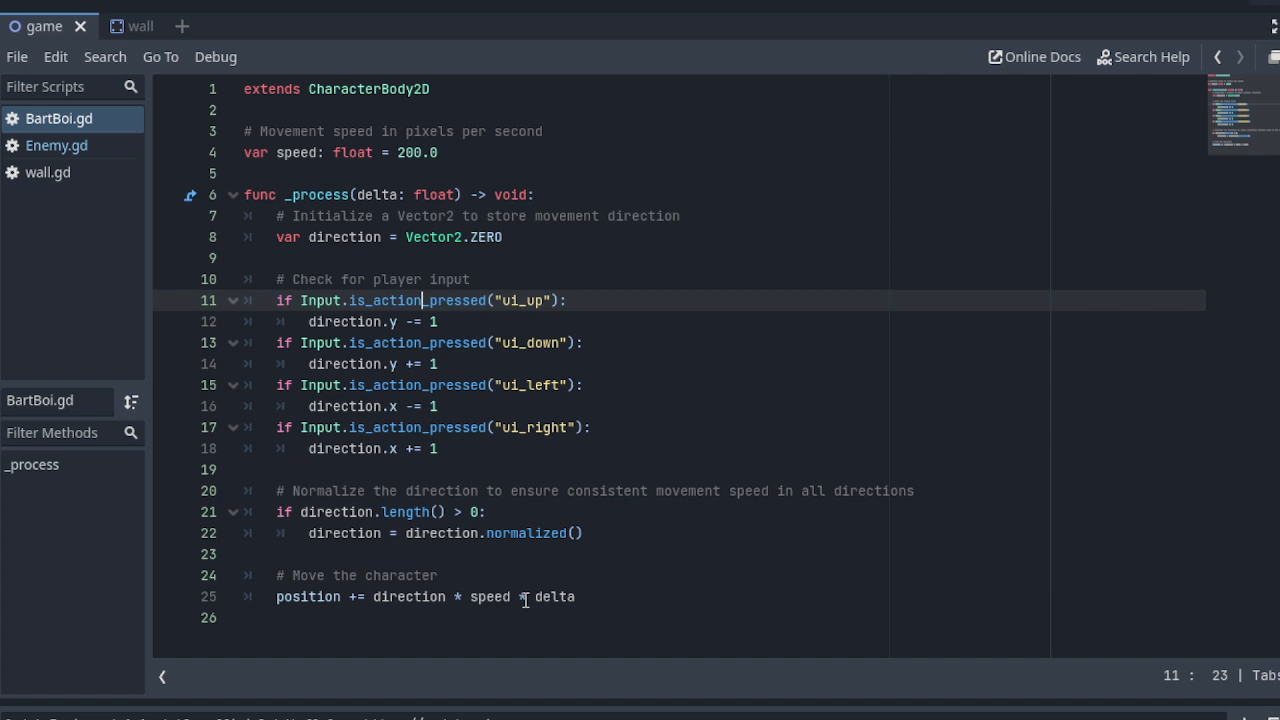 game
wall
File Edit Search Go To Debug
Online Docs Search Help
Filter Scripts
BartBoi.gd
Enemy.gd
wall.gd
BartBoi.gd
Filter Methods
_process
1 extends CharacterBody2D
2
3 # Movement speed in pixels per second
4 var speed: float = 200.0
5
6 func _process(delta: float) -> void:
7 # Initialize a Vector2 to store movement direction
8 var direction = Vector2.ZERO
9
10 # Check for player input
11 if Input.is_action_pressed("ui_up"):
12 direction.y -= 1
13 if Input.is_action_pressed("ui_down"):
14 direction.y += 1
15 if Input.is_action_pressed("ui_left"):
16 direction.x -= 1
17 if Input.is_action_pressed("ui_right"):
18 direction.x += 1
19
20 # Normalize the direction to ensure consistent movement speed in all directions
21 if direction.length() > 0:
22 direction = direction.normalized()
23
24 # Move the character
25 position += direction * speed * delta
26
11 : 23 | Tabs